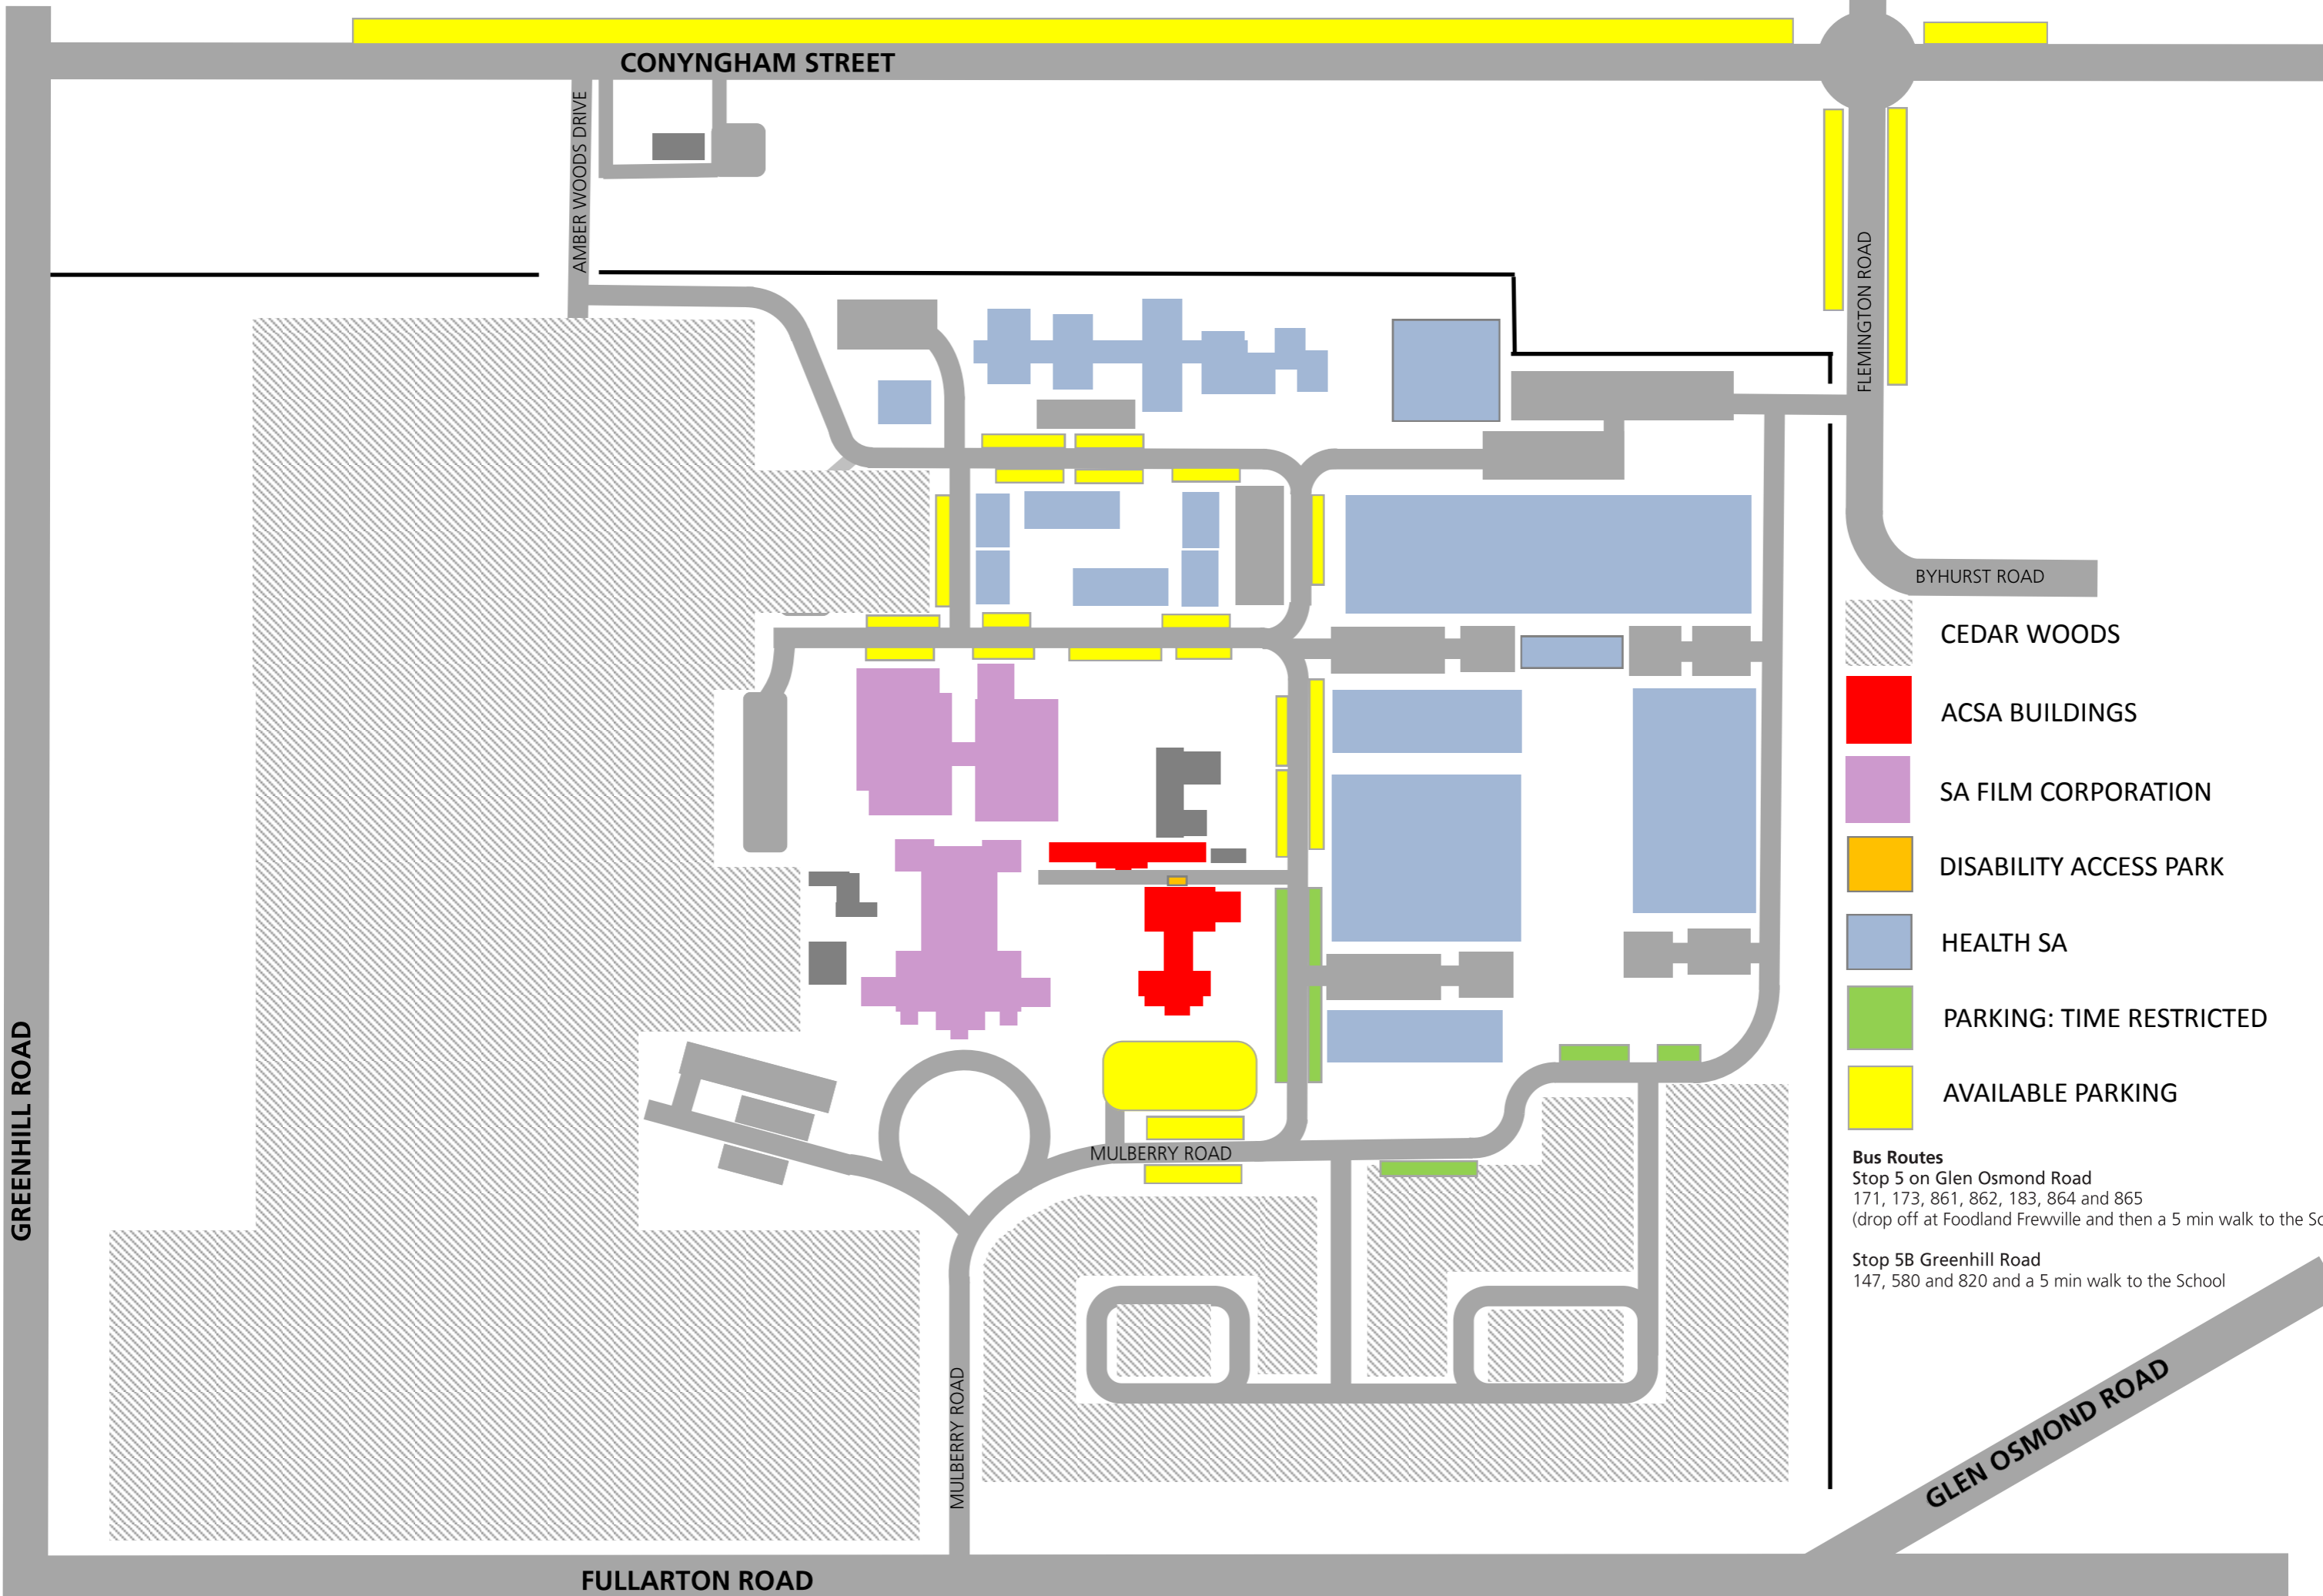 CONYNGHAM STREET
AMBER WOODS DRIVE
FLEMINGTON ROAD
BYHURST ROAD
CEDAR WOODS
ACSA BUILDINGS
SA FILM CORPORATION
DISABILITY ACCESS PARK
HEALTH SA
PARKING: TIME RESTRICTED
AVAILABLE PARKING
GREENHILL ROAD
MULBERRY ROAD
Bus Routes
Stop 5 on Glen Osmond Road
171, 173, 861, 862, 183, 864 and 865
(drop off at Foodland Frewville and then a 5 min walk to the Sc
Stop 5B Greenhill Road
147, 580 and 820 and a 5 min walk to the School
MULBERRY ROAD
GLEN OSMOND ROAD
FULLARTON ROAD